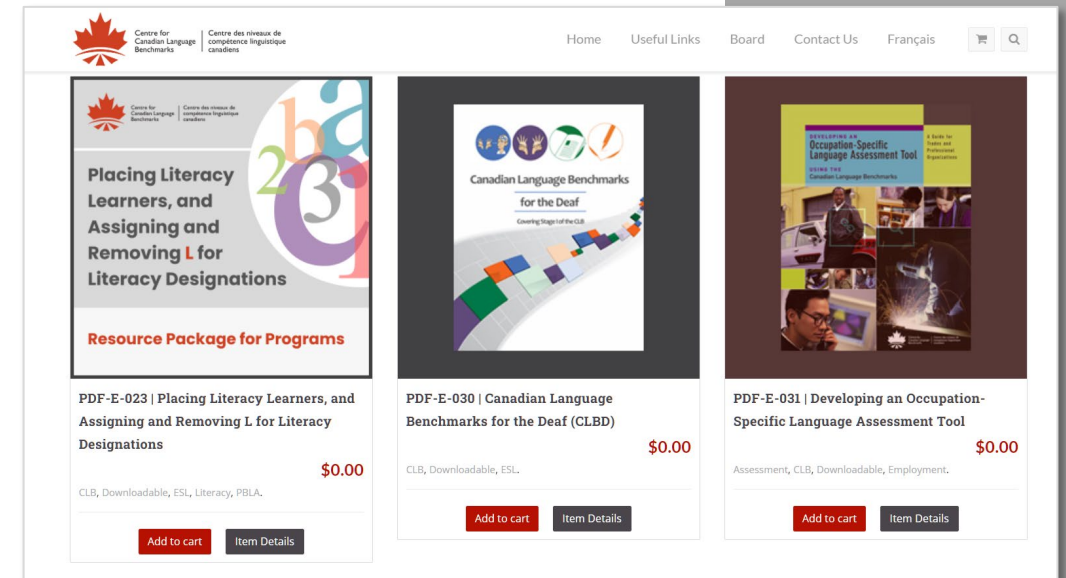 Centre for
Canadian Language
Benchmarks
Centre des niveaux de
compétence linguistique
canadiens
Home
Useful Links
Board
Contact Us
Français
Centre for
Canadian Language
Benchmarks
Centre des niveaux de
compétence linguistique
canadiens
ba
231
Placing Literacy
Learners, and
Assigning and
Removing L for
Literacy Designations
Resource Package for Programs
PDF-E-023 | Placing Literacy Learners, and
Assigning and Removing L for Literacy
Designations
$0.00
CLB, Downloadable, ESL, Literacy, PBLA.
Add to cart
Item Details
Canadian Language Benchmarks
for the Deaf
Covering Stage I of the CLB
PDF-E-030 | Canadian Language
Benchmarks for the Deaf (CLBD)
$0.00
CLB, Downloadable, ESL.
Add to cart
Item Details
DEVELOPING AN
Occupation-Specific
Language Assessment Tool
USING THE
Canadian Language Benchmarks
A Guide for
Trades and
Professional
Organizations
PDF-E-031 | Developing an Occupation-
Specific Language Assessment Tool
$0.00
Assessment, CLB, Downloadable, Employment.
Add to cart
Item Details